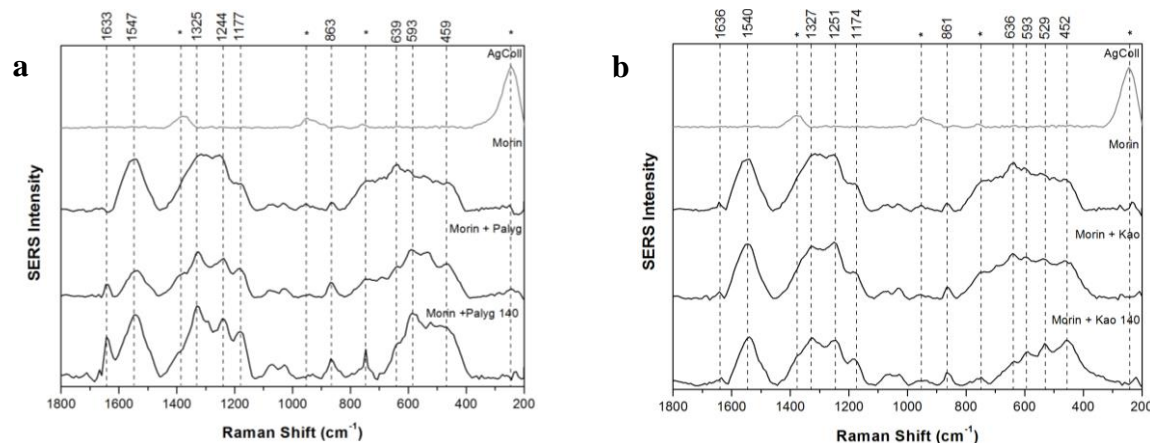 a
1633 1547 * 1325 1244 1177 * 863 * 639 593 459 *
AgColl
Morin
Morin + Palyg
Morin +Palyg 140
SERS Intensity
1800 1600 1400 1200 1000 800 600 400 200
Raman Shift (cm⁻¹)
b
1636 1540 * 1327 1251 1174 * 861 * 636 593 529 452 *
AgColl
Morin
Morin + Kao
Morin + Kao 140
SERS Intensity
1800 1600 1400 1200 1000 800 600 400 200
Raman Shift (cm⁻¹)